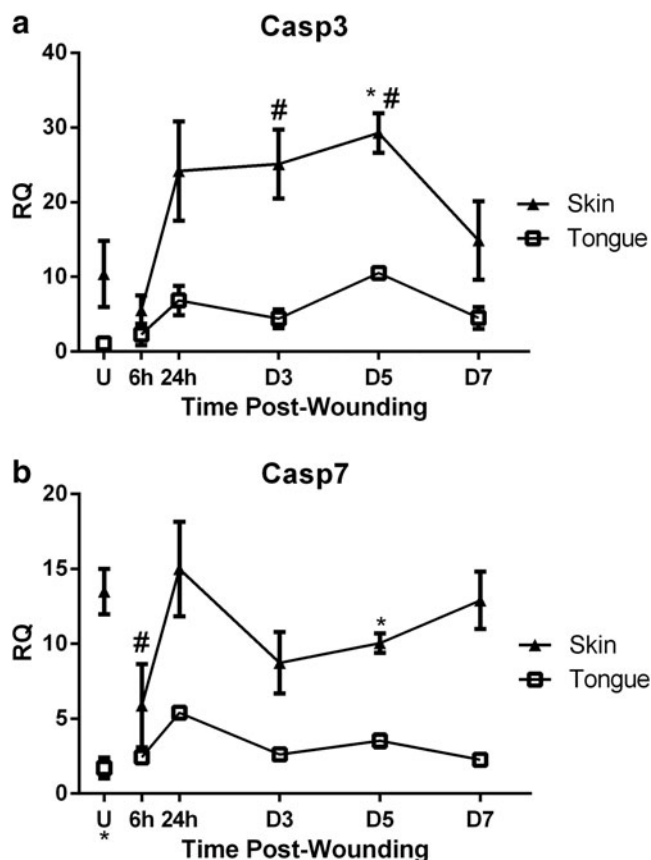 a
Casp3
40
30
20
10
0
RQ
#
* #
Skin
Tongue
U 6h 24h D3 D5 D7
Time Post-Wounding
b
Casp7
20
15
10
5
0
RQ
#
*
Skin
Tongue
U 6h 24h D3 D5 D7
*
Time Post-Wounding